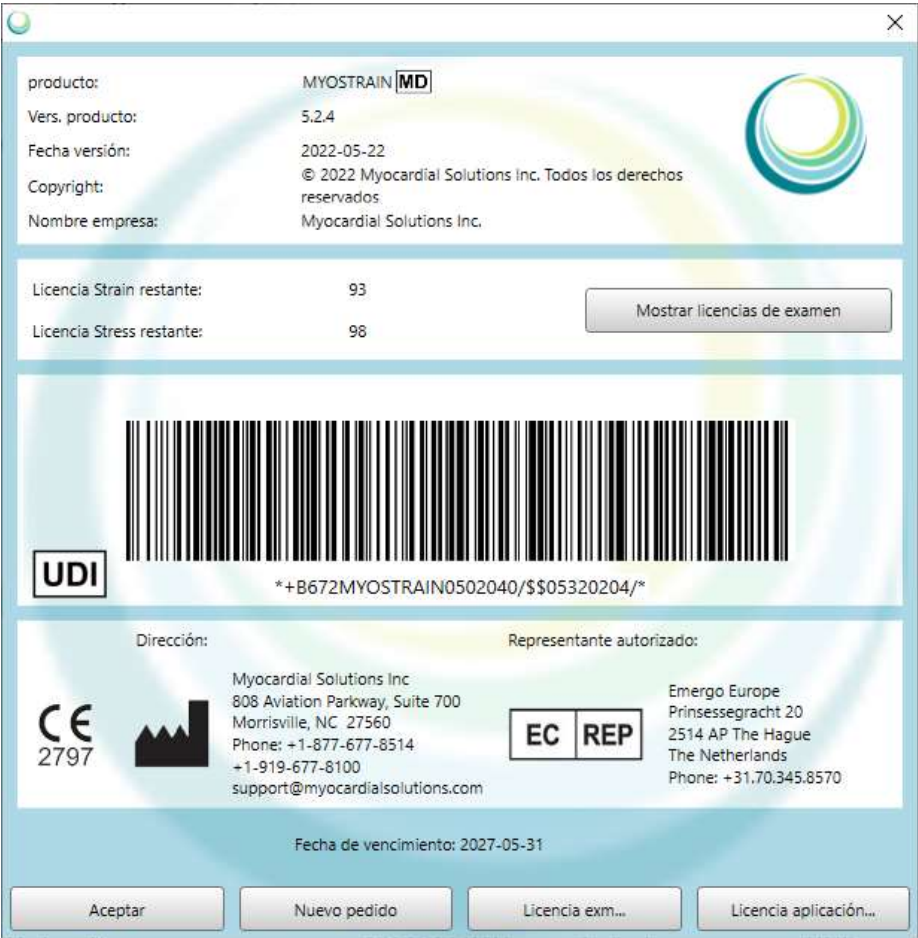 producto: MYOSTRAIN MD
Vers. producto: 5.2.4
Fecha versión: 2022-05-22
Copyright: © 2022 Myocardial Solutions Inc. Todos los derechos
reservados
Nombre empresa: Myocardial Solutions Inc.
Licencia Strain restante: 93
Mostrar licencias de examen
Licencia Stress restante: 98
UDI
*+B672MYOSTRAIN0502040/$$05320204/*
Dirección:
Myocardial Solutions Inc
808 Aviation Parkway, Suite 700
Morrisville, NC 27560
Phone: +1-877-677-8514
+1-919-677-8100
support@myocardialsolutions.com
CE
2797
Representante autorizado:
EC REP
Emergo Europe
Prinsessegracht 20
2514 AP The Hague
The Netherlands
Phone: +31.70.345.8570
Fecha de vencimiento: 2027-05-31
Aceptar
Nuevo pedido
Licencia exm...
Licencia aplicación...